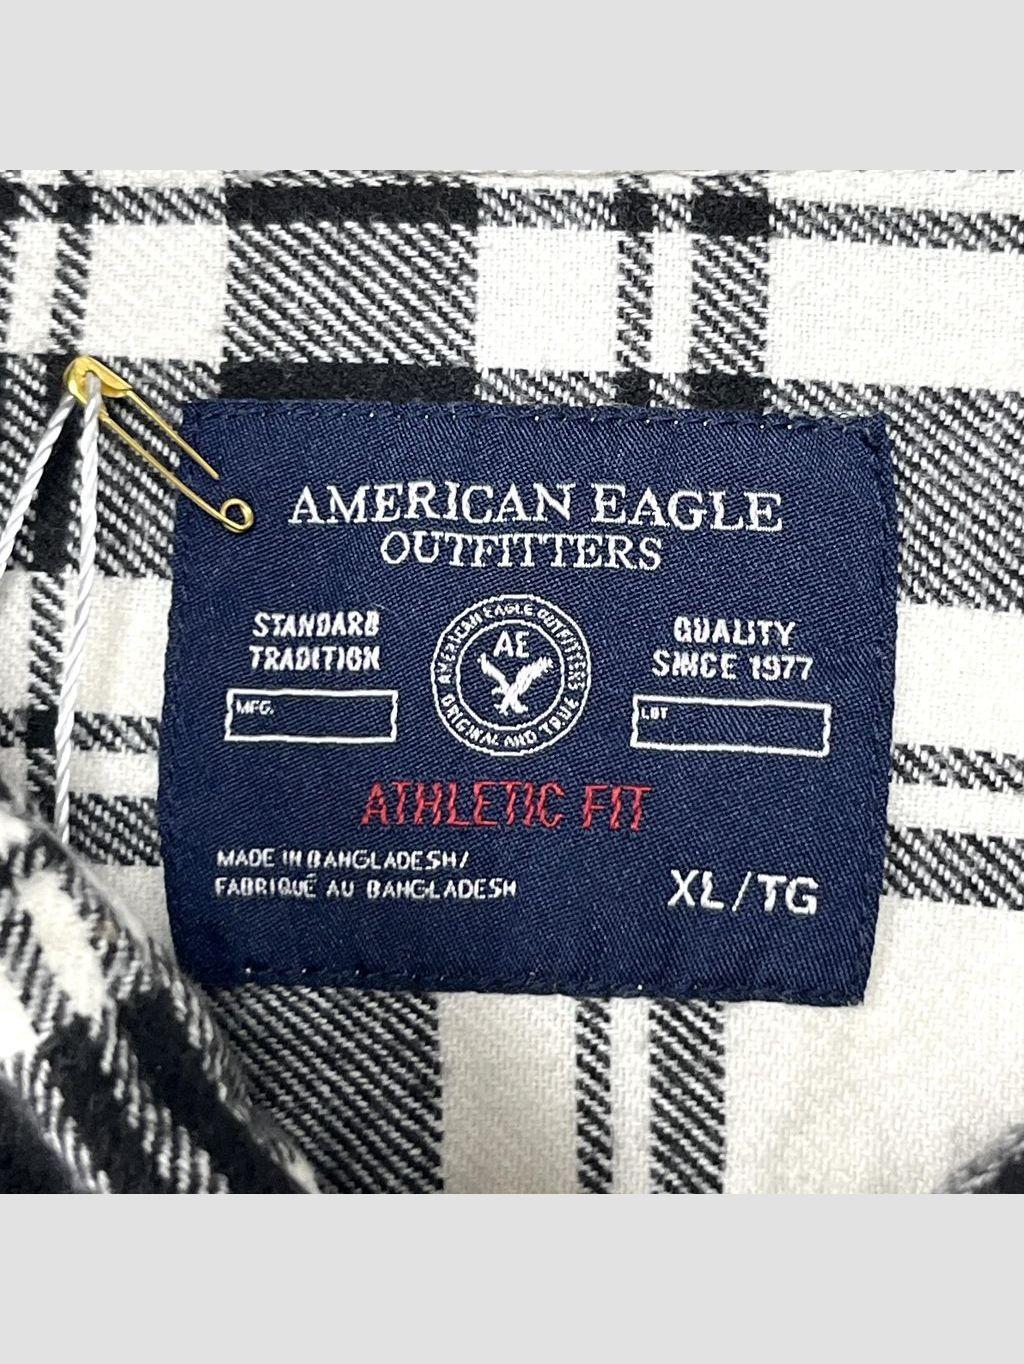 AMERICAN EAGLE
OUTFITTERS
STANDARD
TRADITION
MFG.
AMERICAN EAGLE OUTFITTERS
AE
ORIGINAL AND TRUE
QUALITY
SINCE 1977
LOT
ATHLETIC FIT
MADE IN BANGLADESH/
FABRIQUÉ AU BANGLADESH
XL/TG